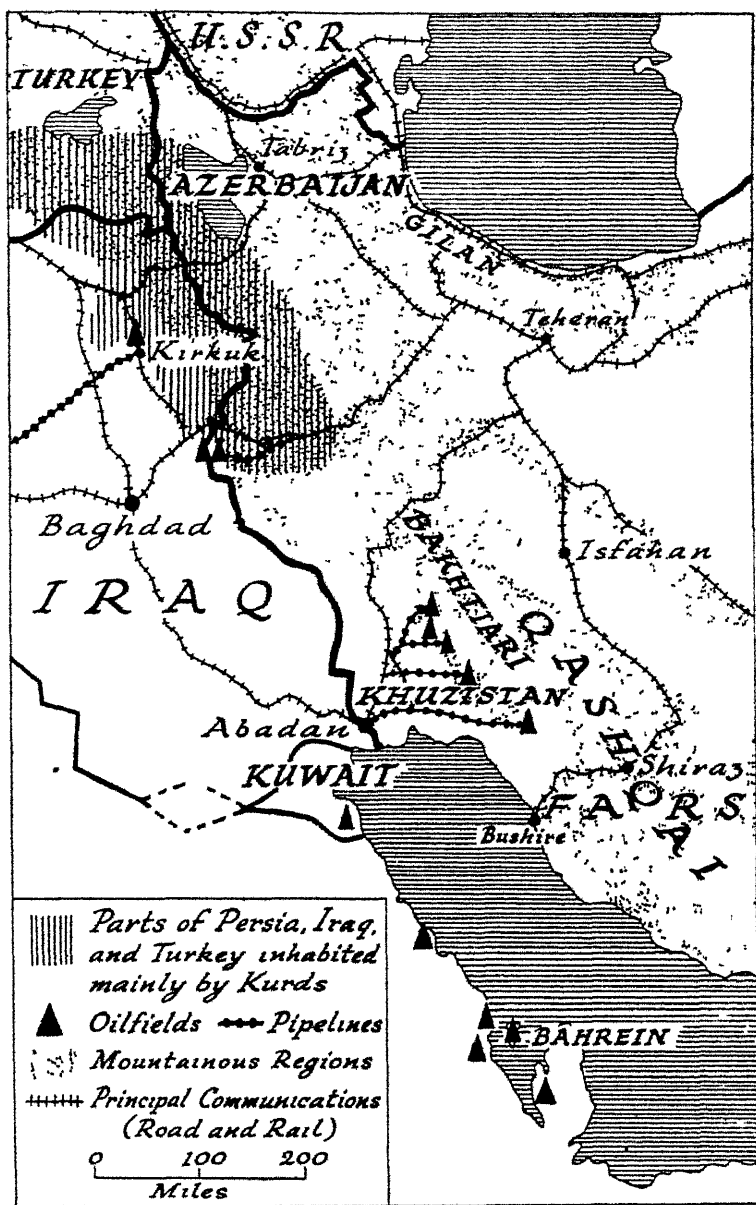 U.S.S.R.
TURKEY
Tabriz
AZERBAIJAN
GILAN
Teheran
Kirkuk
Baghdad
Isfahan
IRAQ
BAKHTIARI
QASHQAI
KHUZISTAN
Abadan
KUWAIT
Shiraz
FARS
Bushire
Parts of Persia, Iraq,
and Turkey inhabited
mainly by Kurds
Oilfields Pipelines
BAHREIN
Mountainous Regions
Principal Communications
(Road and Rail)
0 100 200
Miles